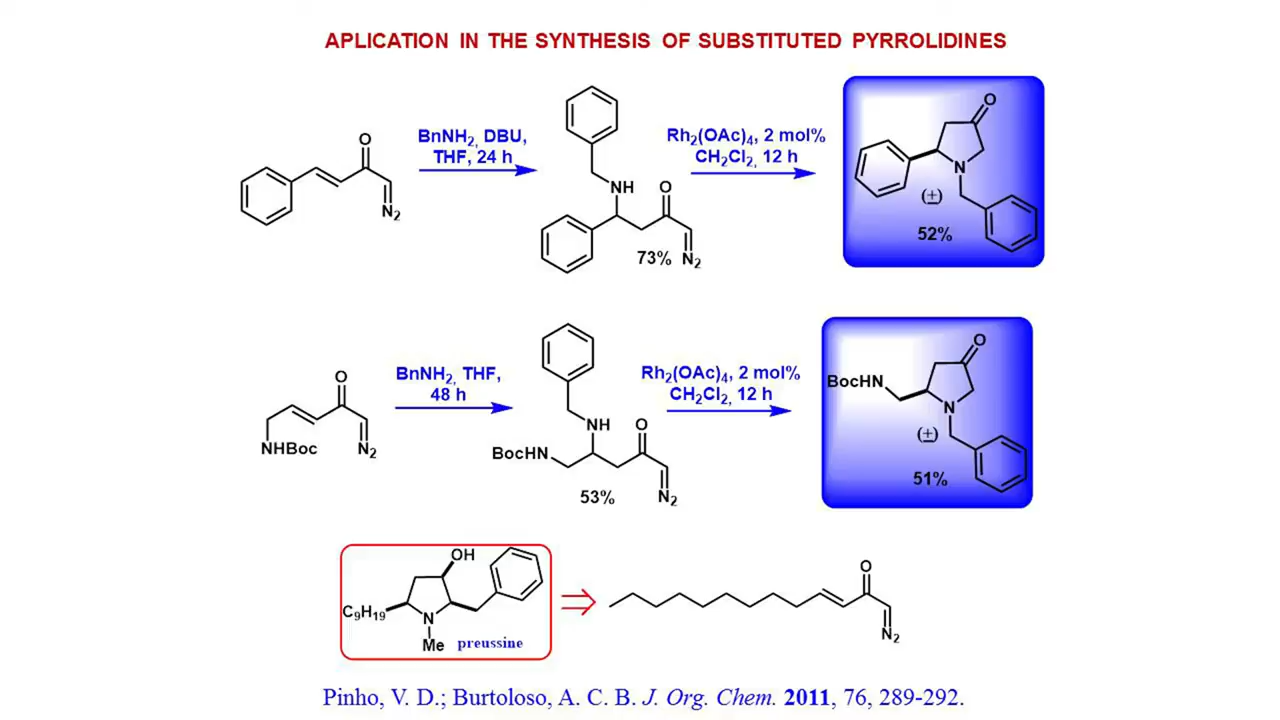 APLICATION IN THE SYNTHESIS OF SUBSTITUTED PYRROLIDINES
O
N2
BnNH2, DBU,
THF, 24 h
NH
O
N2
73%
Rh2(OAc)4, 2 mol%
CH2Cl2, 12 h
O
N
(±)
52%
O
NHBoc
N2
BnNH2, THF,
48 h
NH
O
BocHN
N2
53%
Rh2(OAc)4, 2 mol%
CH2Cl2, 12 h
O
BocHN
N
(±)
51%
OH
C9H19
N
Me
preussine
O
N2
Pinho, V. D.; Burtoloso, A. C. B. J. Org. Chem. 2011, 76, 289-292.